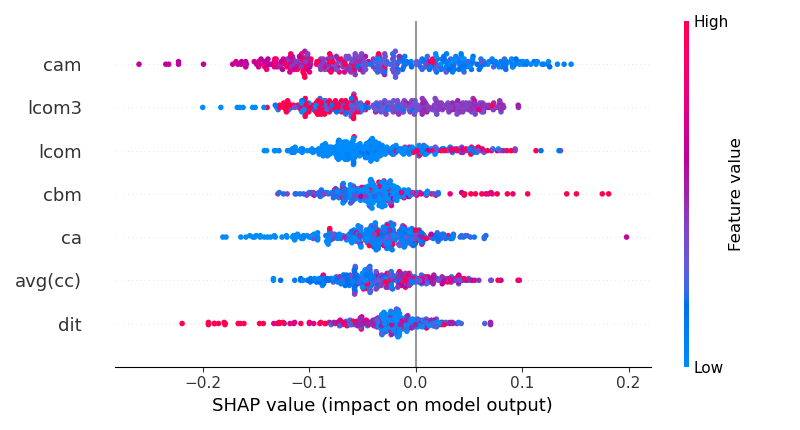 High
cam
lcom3
lcom
cbm
ca
avg(cc)
dit
Feature value
Low
−0.2
−0.1
0.0
0.1
0.2
SHAP value (impact on model output)